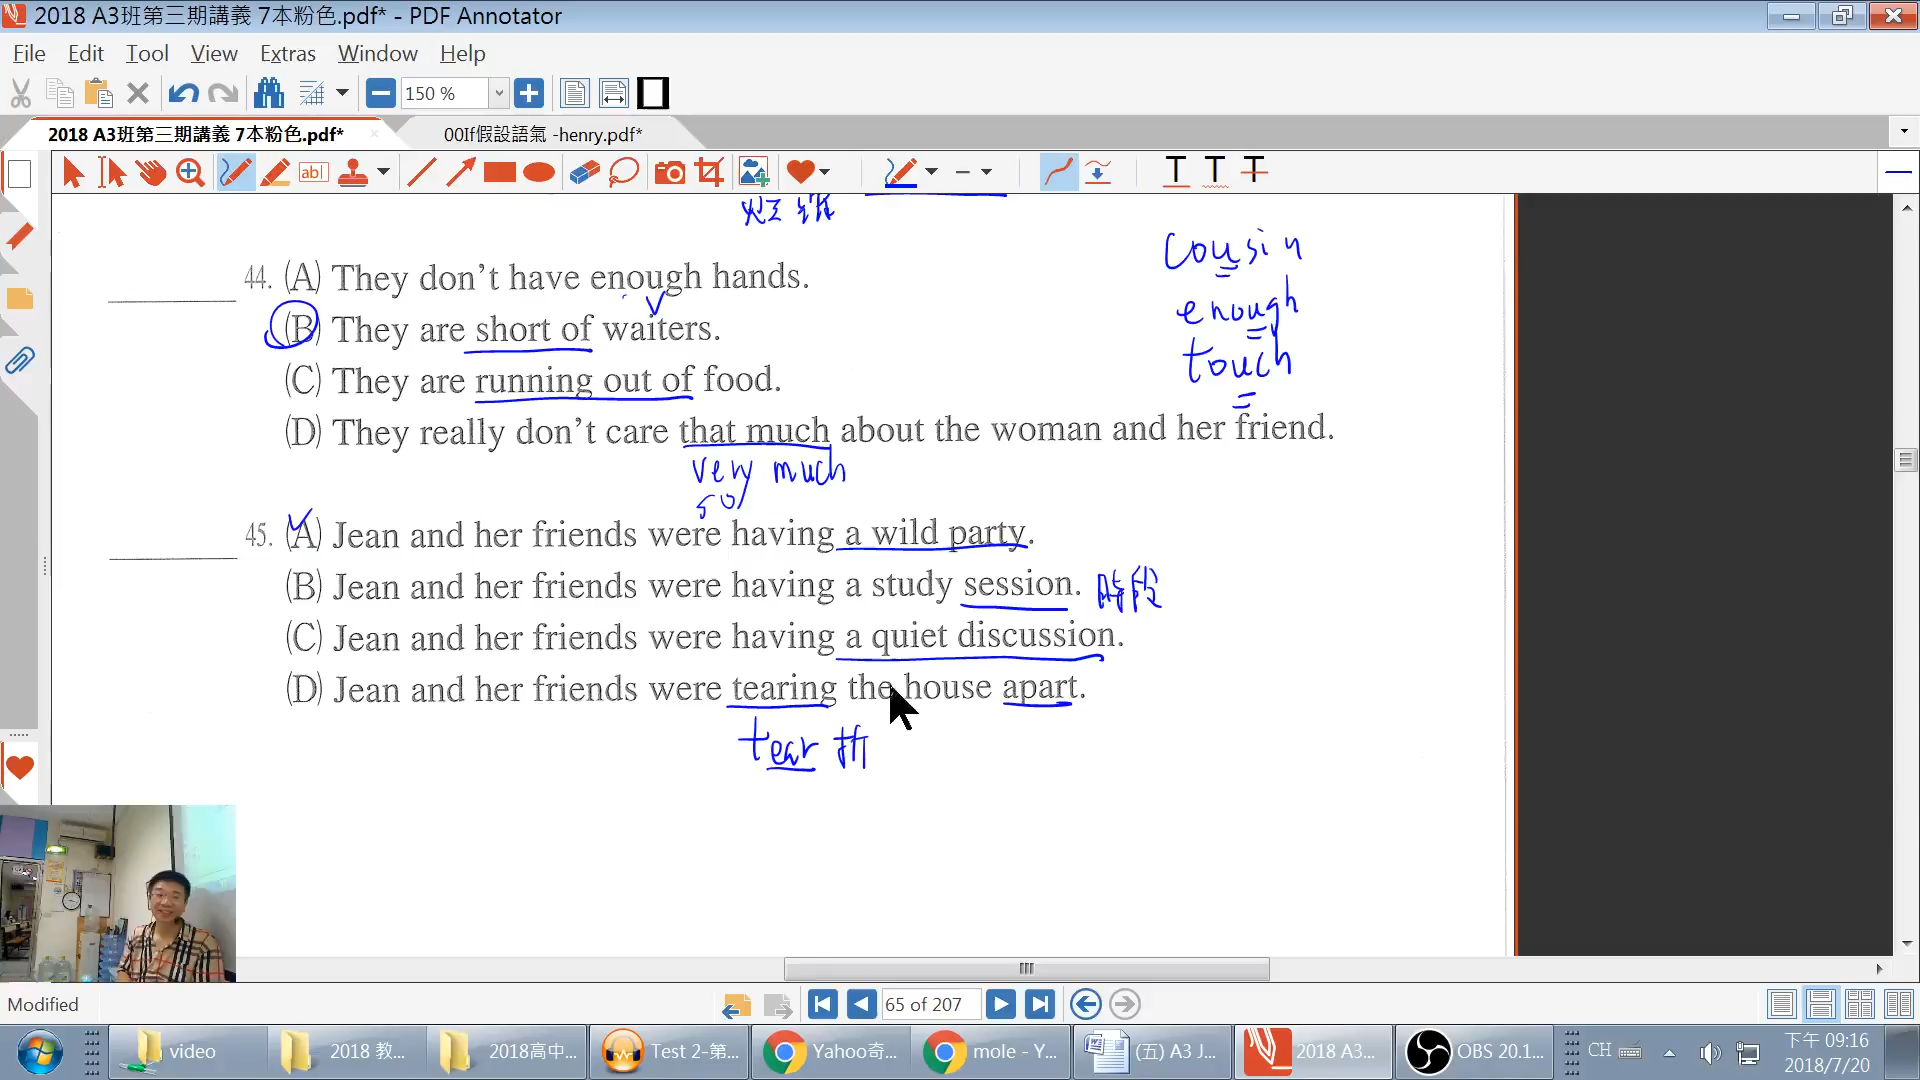 2018 A3班第三期講義 7本粉色.pdf* - PDF Annotator
File Edit Tool View Extras Window Help
150 %
2018 A3班第三期講義 7本粉色.pdf* 00If假設語氣 -henry.pdf*
ab
T T T
cousin
44. (A) They don't have enough hands.
enough
(B) They are short of waiters.
touch
(C) They are running out of food.
(D) They really don't care that much about the woman and her friend.
very much
so
45. (A) Jean and her friends were having a wild party.
(B) Jean and her friends were having a study session. 時段
(C) Jean and her friends were having a quiet discussion.
(D) Jean and her friends were tearing the house apart.
tear 拆
Modified
65 of 207
video 2018 教... 2018高中... Test 2-第... Yahoo奇... mole - Y... (五) A3 J... 2018 A3... OBS 20.1... CH 下午 09:16
2018/7/20